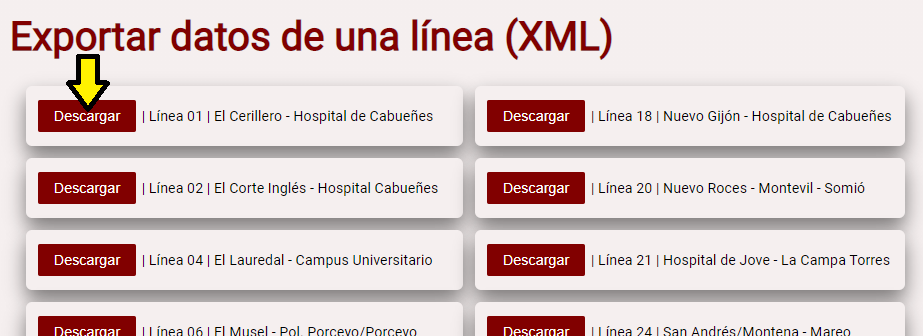 Exportar datos de una línea (XML)
Descargar | Línea 01 | El Cerillero - Hospital de Cabueñes
Descargar | Línea 18 | Nuevo Gijón - Hospital de Cabueñes
Descargar | Línea 02 | El Corte Inglés - Hospital Cabueñes
Descargar | Línea 20 | Nuevo Roces - Montevil - Somió
Descargar | Línea 04 | El Lauredal - Campus Universitario
Descargar | Línea 21 | Hospital de Jove - La Campa Torres
Descargar | Línea 06 | El Musel - Pol. Porceyo/Porceyo
Descargar | Línea 24 | San Andrés/Montena - Mareo